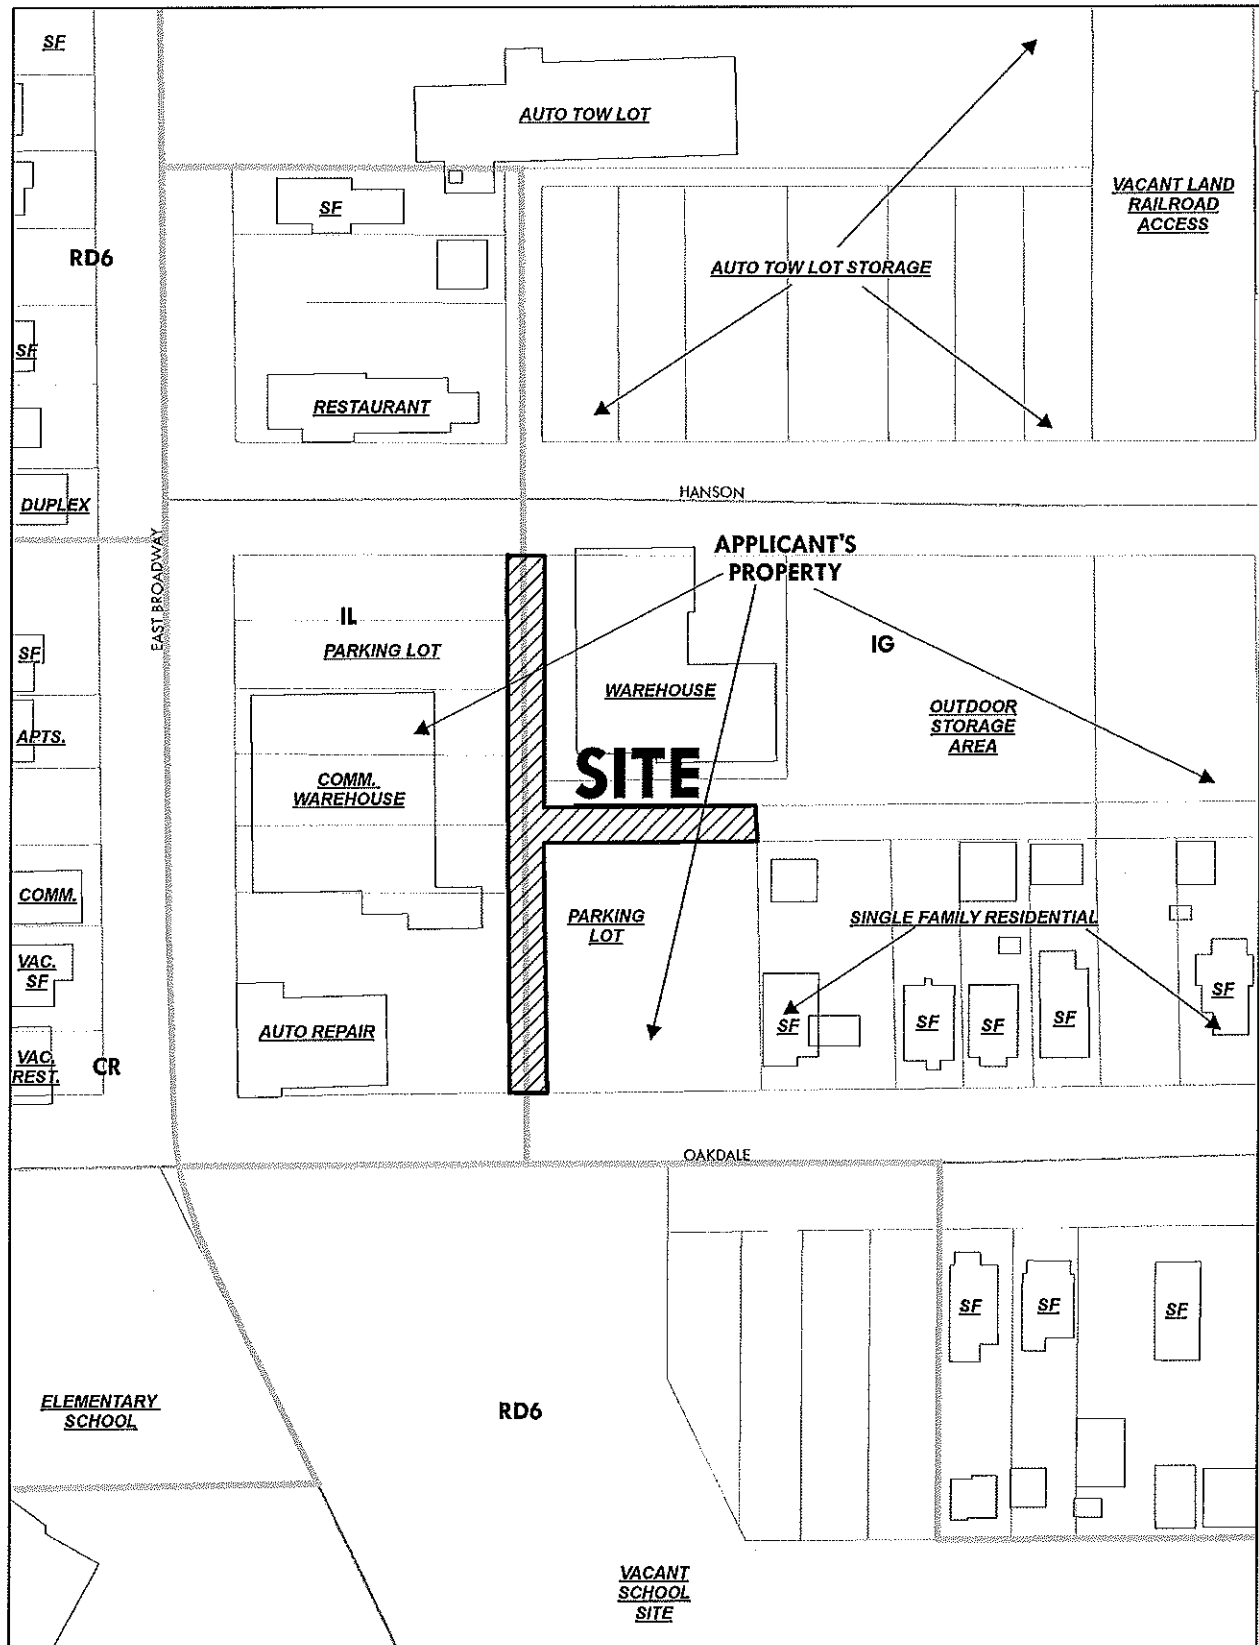 SF
AUTO TOW LOT
SF
VACANT LAND
RAILROAD
ACCESS
RD6
AUTO TOW LOT STORAGE
SF
RESTAURANT
DUPLEX
HANSON
EAST BROADWAY
APPLICANT'S
PROPERTY
IL
PARKING LOT
IG
SF
WAREHOUSE
OUTDOOR
STORAGE
AREA
APTS.
SITE
COMM.
WAREHOUSE
COMM.
PARKING
LOT
SINGLE FAMILY RESIDENTIAL
VAC.
SF
SF
AUTO REPAIR
SF
SF
SF
SF
VAC.
REST.
CR
OAKDALE
SF
SF
SF
ELEMENTARY
SCHOOL
RD6
VACANT
SCHOOL
SITE